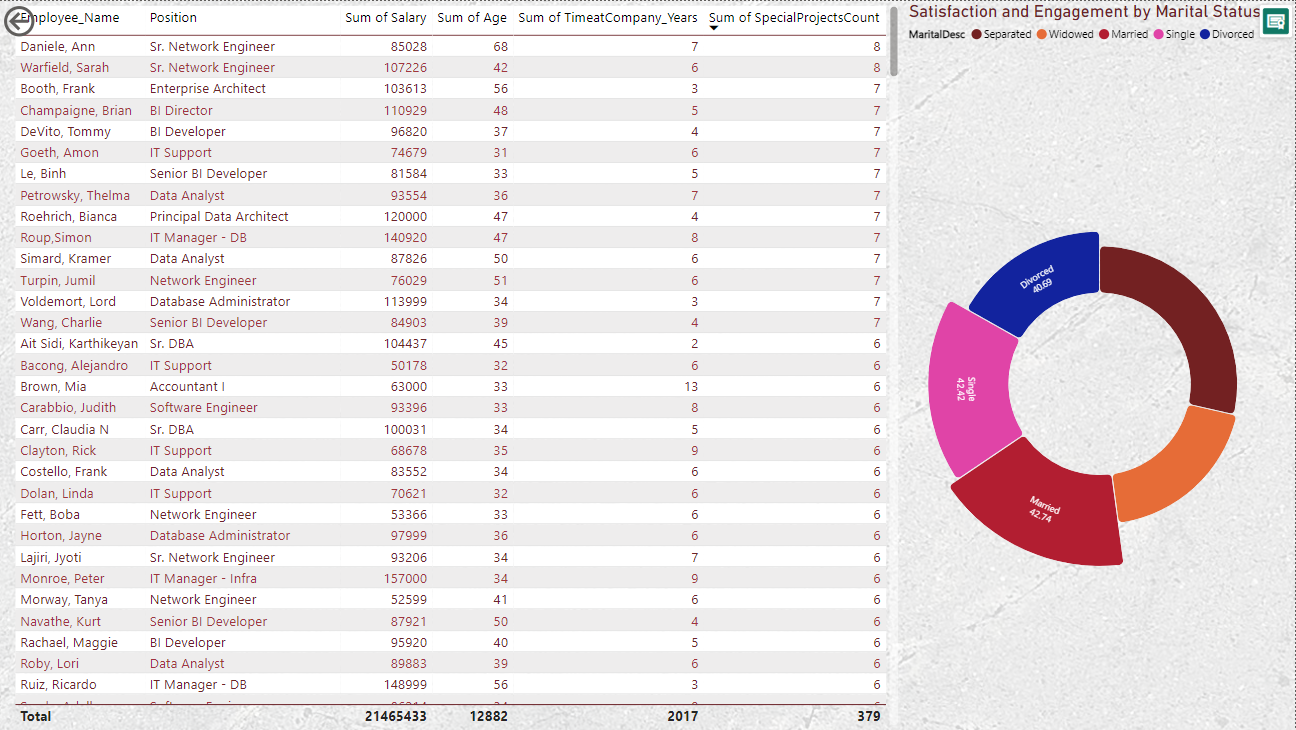 Employee_Name Position Sum of Salary Sum of Age Sum of TimeatCompany_Years Sum of SpecialProjectsCount
Daniele, Ann Sr. Network Engineer 85028 68 7 8
Warfield, Sarah Sr. Network Engineer 107226 42 6 8
Booth, Frank Enterprise Architect 103613 56 3 7
Champaigne, Brian BI Director 110929 48 5 7
DeVito, Tommy BI Developer 96820 37 4 7
Goeth, Amon IT Support 74679 31 6 7
Le, Binh Senior BI Developer 81584 33 5 7
Petrowsky, Thelma Data Analyst 93554 36 7 7
Roehrich, Bianca Principal Data Architect 120000 47 4 7
Roup,Simon IT Manager - DB 140920 47 8 7
Simard, Kramer Data Analyst 87826 50 6 7
Turpin, Jumil Network Engineer 76029 51 6 7
Voldemort, Lord Database Administrator 113999 34 3 7
Wang, Charlie Senior BI Developer 84903 39 4 7
Ait Sidi, Karthikeyan Sr. DBA 104437 45 2 6
Bacong, Alejandro IT Support 50178 32 6 6
Brown, Mia Accountant I 63000 33 13 6
Carabbio, Judith Software Engineer 93396 33 8 6
Carr, Claudia N Sr. DBA 100031 34 5 6
Clayton, Rick IT Support 68678 35 9 6
Costello, Frank Data Analyst 83552 34 6 6
Dolan, Linda IT Support 70621 32 6 6
Fett, Boba Network Engineer 53366 33 6 6
Horton, Jayne Database Administrator 97999 36 6 6
Lajiri, Jyoti Sr. Network Engineer 93206 34 7 6
Monroe, Peter IT Manager - Infra 157000 34 9 6
Morway, Tanya Network Engineer 52599 41 6 6
Navathe, Kurt Senior BI Developer 87921 50 4 6
Rachael, Maggie BI Developer 95920 40 5 6
Roby, Lori Data Analyst 89883 39 6 6
Ruiz, Ricardo IT Manager - DB 148999 56 3 6
Total 21465433 12882 2017 379
Satisfaction and Engagement by Marital Status
MaritalDesc Separated Widowed Married Single Divorced
Divorced
40.69
Single
42.42
Married
42.74